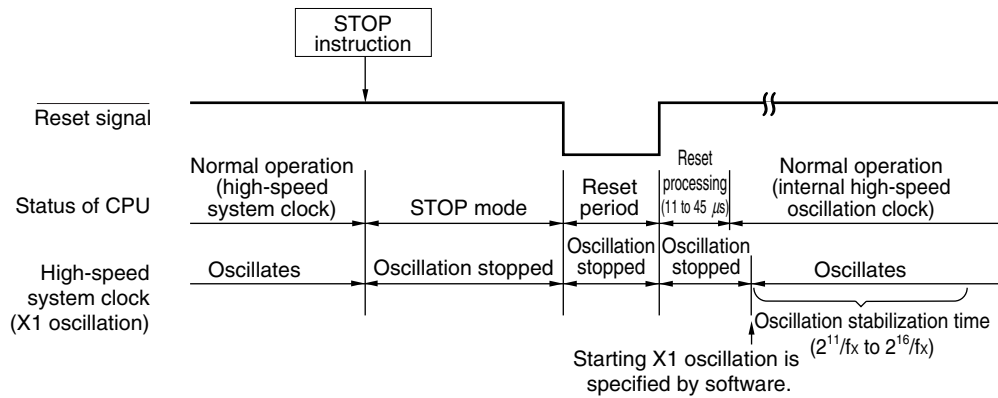 STOP
instruction
Reset signal
Normal operation
(high-speed
system clock)
Status of CPU
STOP mode
Reset
period
Reset
processing
(11 to 45 μs)
Normal operation
(internal high-speed
oscillation clock)
High-speed
system clock
(X1 oscillation)
Oscillates
Oscillation stopped
Oscillation
stopped
Oscillation
stopped
Oscillates
Oscillation stabilization time
(2¹¹/fx to 2¹⁶/fx)
Starting X1 oscillation is
specified by software.